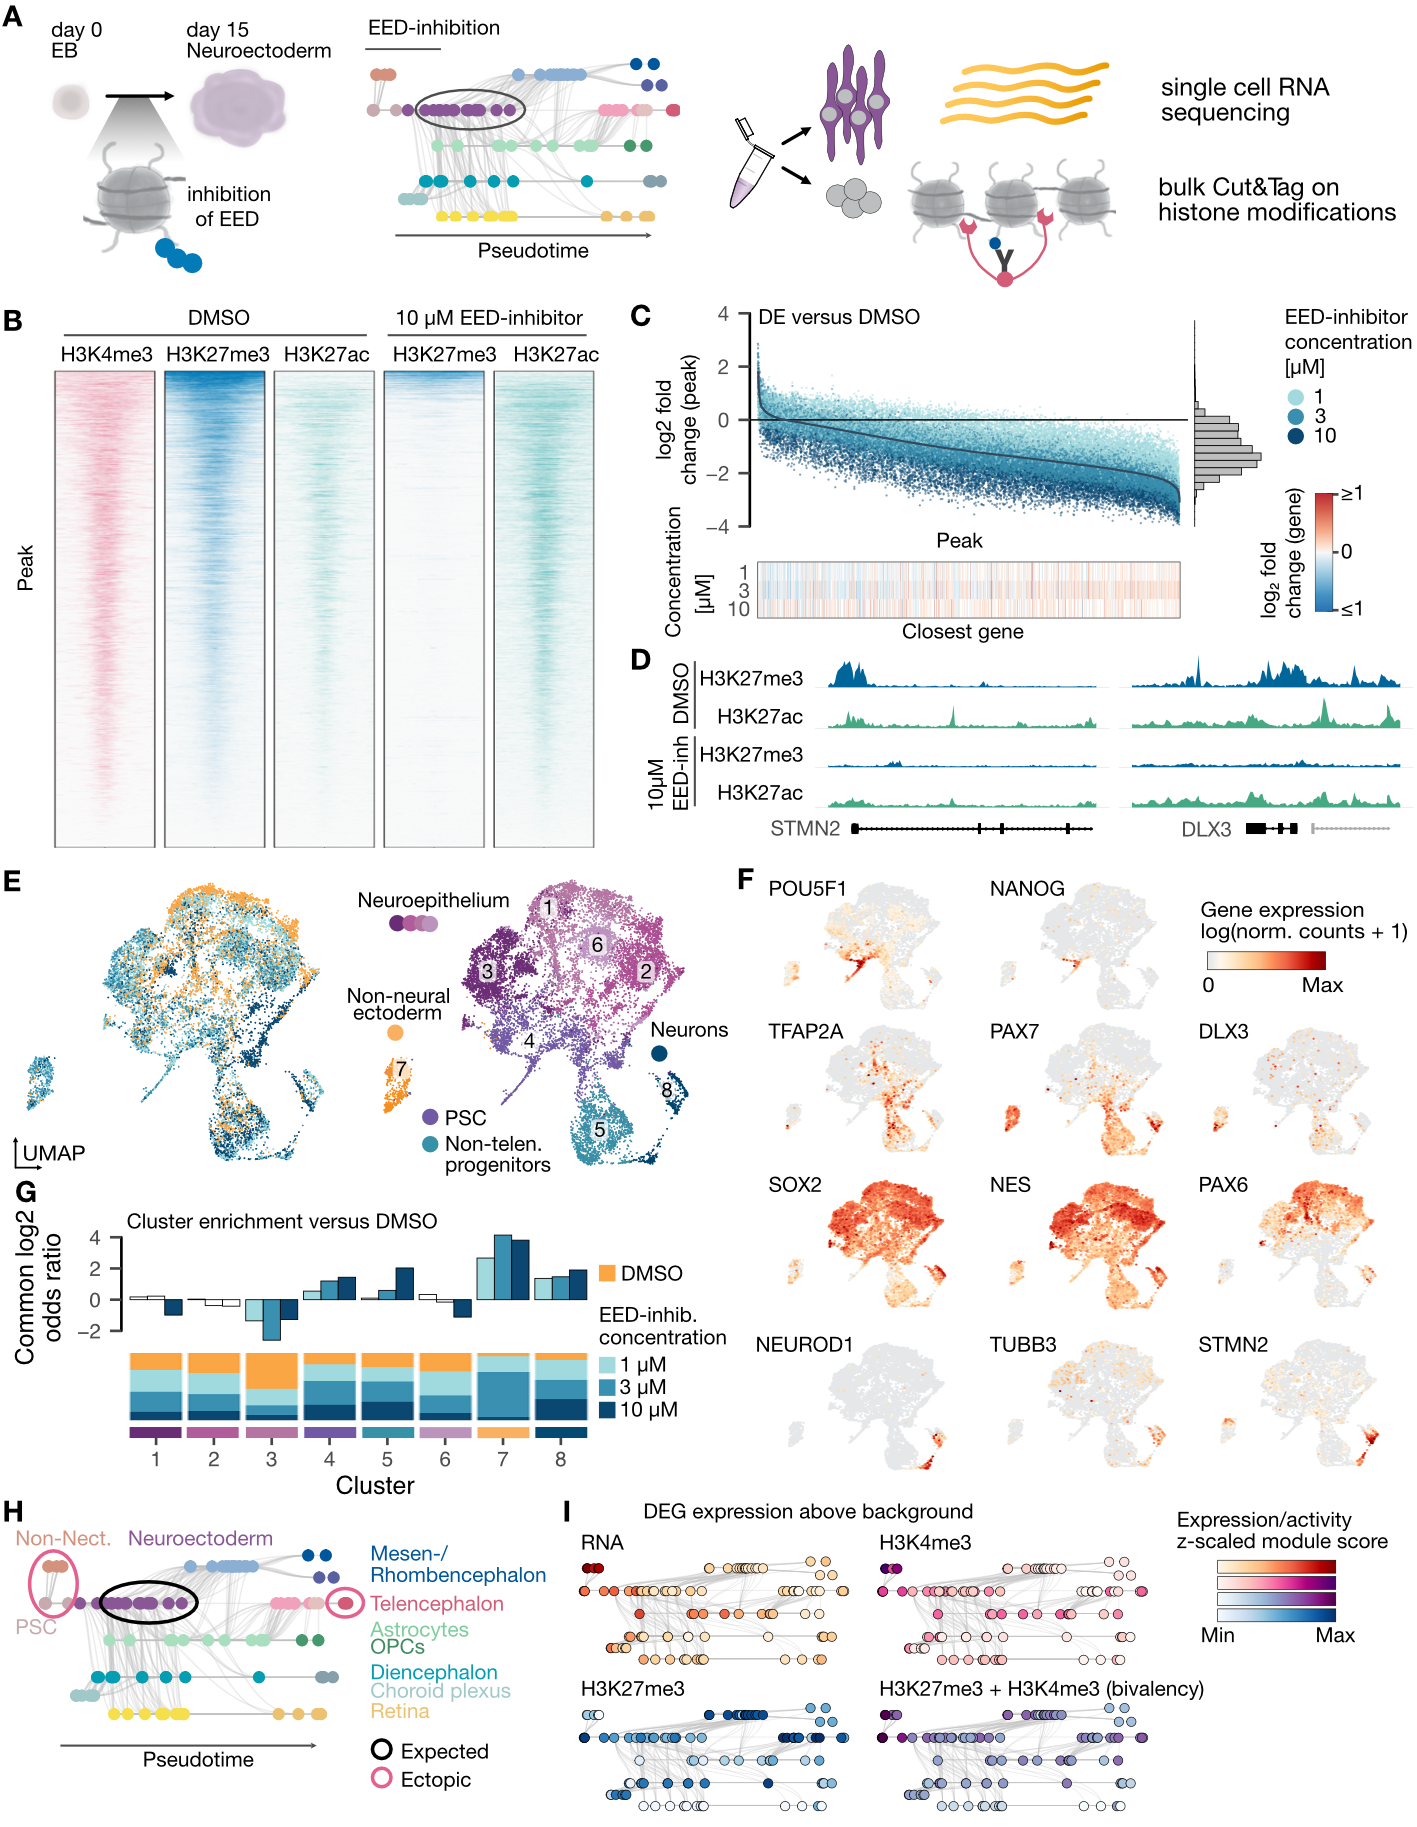 A
day 0
EB
day 15
Neuroectoderm
inhibition
of EED
EED-inhibition
Pseudotime
single cell RNA
sequencing
bulk Cut&Tag on
histone modifications
B
DMSO
10 µM EED-inhibitor
H3K4me3
H3K27me3
H3K27ac
H3K27me3
H3K27ac
Peak
C
DE versus DMSO
log2 fold
change (peak)
4
2
0
−2
−4
Peak
Concentration
[µM]
1
3
10
Closest gene
EED-inhibitor
concentration
[µM]
1
3
10
log₂ fold
change (gene)
≥1
0
≤1
D
DMSO
H3K27me3
H3K27ac
10µM
EED-inh
H3K27me3
H3K27ac
STMN2
DLX3
E
UMAP
Neuroepithelium
Non-neural
ectoderm
Neurons
PSC
Non-telen.
progenitors
1
2
3
4
5
6
7
8
F
POU5F1
NANOG
Gene expression
log(norm. counts + 1)
0
Max
TFAP2A
PAX7
DLX3
SOX2
NES
PAX6
NEUROD1
TUBB3
STMN2
G
Cluster enrichment versus DMSO
Common log2
odds ratio
4
2
0
−2
DMSO
EED-inhib.
concentration
1 µM
3 µM
10 µM
1
2
3
4
5
6
7
8
Cluster
H
Non-Nect.
Neuroectoderm
PSC
Mesen-/
Rhombencephalon
Telencephalon
Astrocytes
OPCs
Diencephalon
Choroid plexus
Retina
Pseudotime
Expected
Ectopic
I
DEG expression above background
RNA
H3K4me3
H3K27me3
H3K27me3 + H3K4me3 (bivalency)
Expression/activity
z-scaled module score
Min
Max